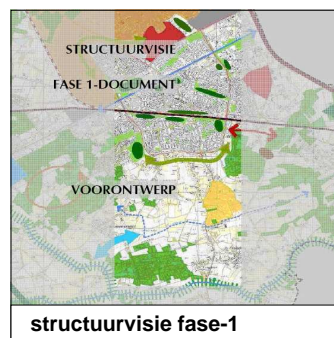 STRUCTUURVISIE
FASE 1-DOCUMENT
VOORONTWERP
structuurvisie fase-1